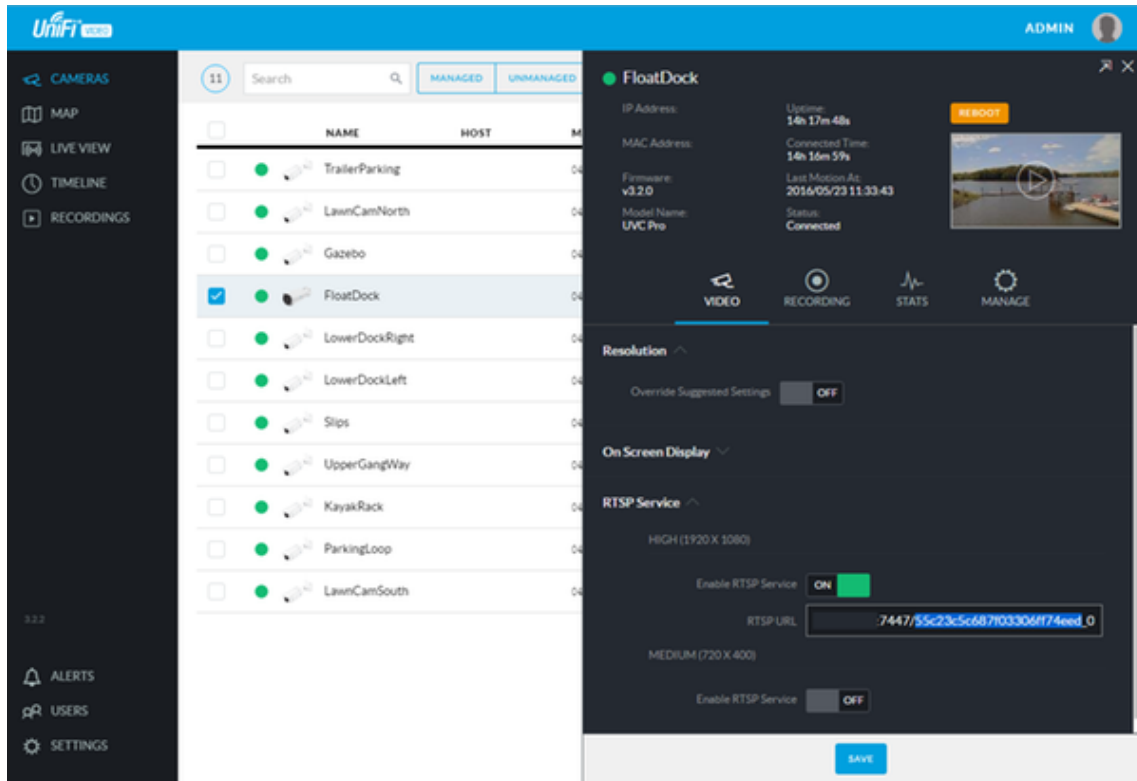 UniFi VIDEO
ADMIN
CAMERAS
MAP
LIVE VIEW
TIMELINE
RECORDINGS
3.2.2
ALERTS
USERS
SETTINGS
11
Search
MANAGED
UNMANAGED
NAME
HOST
M
TrailerParking
LawnCamNorth
Gazebo
FloatDock
LowerDockRight
LowerDockLeft
Slips
UpperGangWay
KayakRack
ParkingLoop
LawnCamSouth
FloatDock
IP Address:
Uptime:
14h 17m 48s
REBOOT
MAC Address:
Connected Time:
14h 16m 59s
Firmware:
v3.2.0
Last Motion At:
2016/05/23 11:33:43
Model Name:
UVC Pro
Status:
Connected
VIDEO
RECORDING
STATS
MANAGE
Resolution
Override Suggested Settings
OFF
On Screen Display
RTSP Service
HIGH (1920 X 1080)
Enable RTSP Service
ON
RTSP URL
:7447/55c23c5c687f03306ff74eed_0
MEDIUM (720 X 400)
Enable RTSP Service
OFF
SAVE